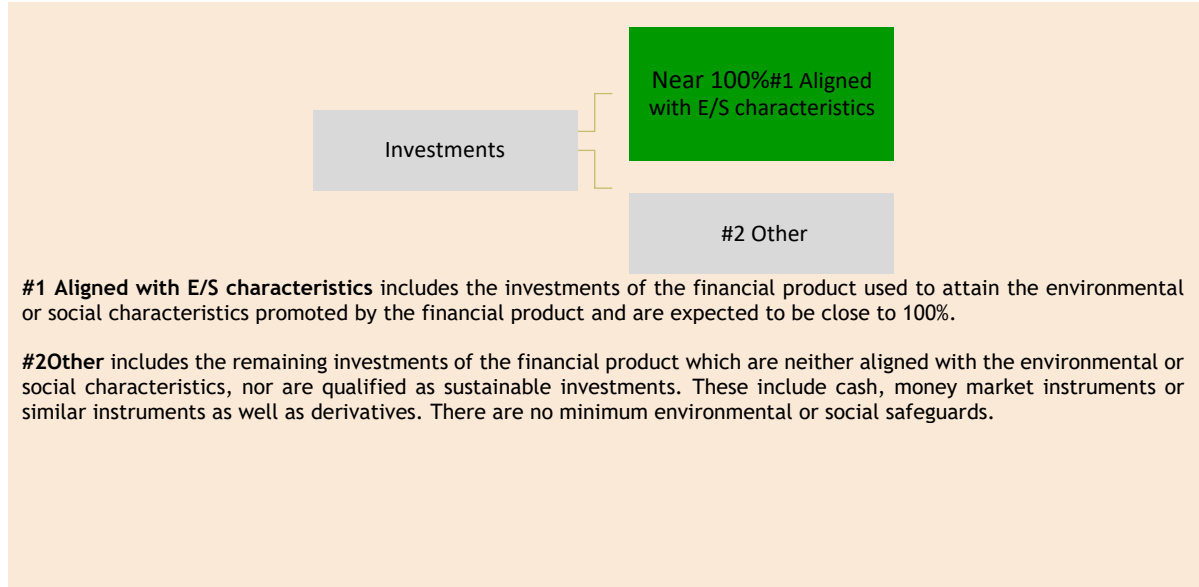 Near 100%#1 Aligned
with E/S characteristics
Investments
#2 Other
#1 Aligned with E/S characteristics includes the investments of the financial product used to attain the environmental
or social characteristics promoted by the financial product and are expected to be close to 100%.
#2Other includes the remaining investments of the financial product which are neither aligned with the environmental or
social characteristics, nor are qualified as sustainable investments. These include cash, money market instruments or
similar instruments as well as derivatives. There are no minimum environmental or social safeguards.